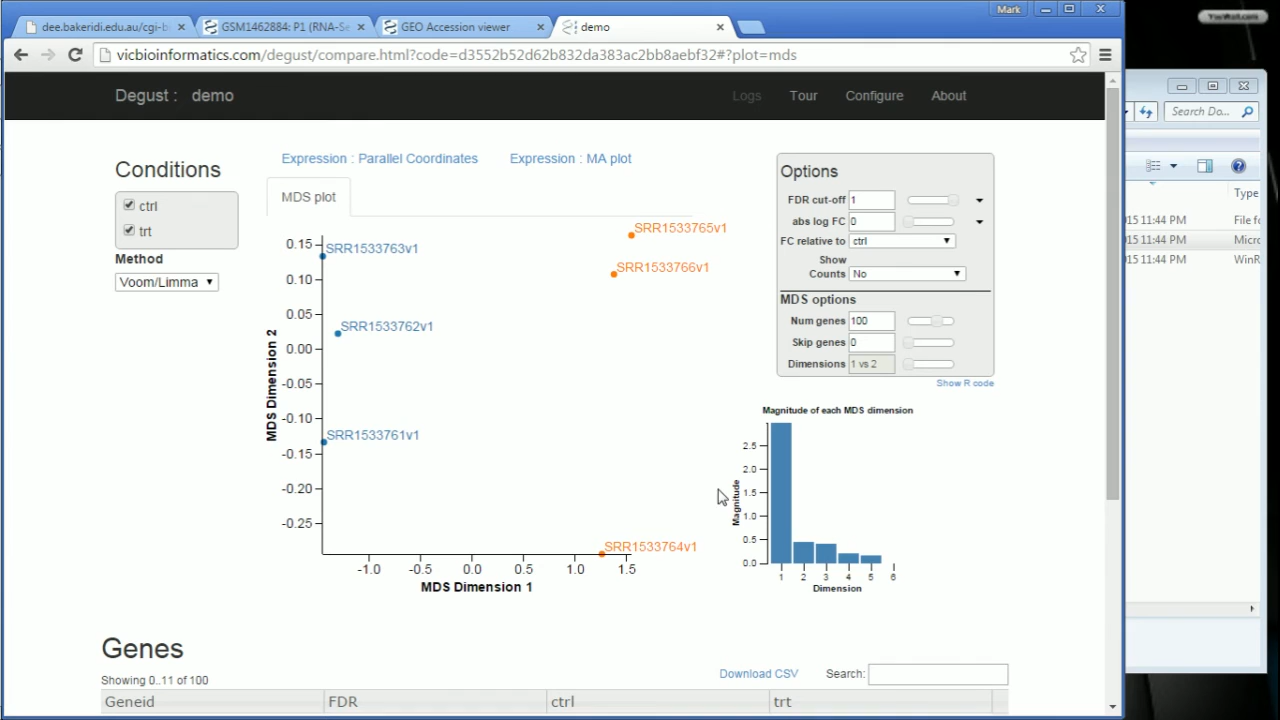 Mark
dee.bakeridi.edu.au/cgi-b
GSM1462884: P1 (RNA-Se
GEO Accession viewer
demo
vicbioinformatics.com/degust/compare.html?code=d3552b52d62b832da383ac2bb8aebf32#?plot=mds
Degust : demo
Logs
Tour
Configure
About
Search Do...
Type
015 11:44 PM File fo
015 11:44 PM Micro
015 11:44 PM WinR
Conditions
ctrl
trt
Method
Voom/Limma
Expression : Parallel Coordinates
Expression : MA plot
MDS plot
0.15
0.10
0.05
0.00
-0.05
-0.10
-0.15
-0.20
-0.25
MDS Dimension 2
SRR1533765v1
SRR1533763v1
SRR1533766v1
SRR1533762v1
SRR1533761v1
SRR1533764v1
-1.0 -0.5 0.0 0.5 1.0 1.5
MDS Dimension 1
Options
FDR cut-off 1
abs log FC 0
FC relative to ctrl
Show
Counts No
MDS options
Num genes 100
Skip genes 0
Dimensions 1 vs 2
Show R code
Magnitude of each MDS dimension
2.5
2.0
1.5
1.0
0.5
0.0
Magnitude
1 2 3 4 5 6
Dimension
Genes
Showing 0..11 of 100
Download CSV
Search:
Geneid FDR ctrl trt